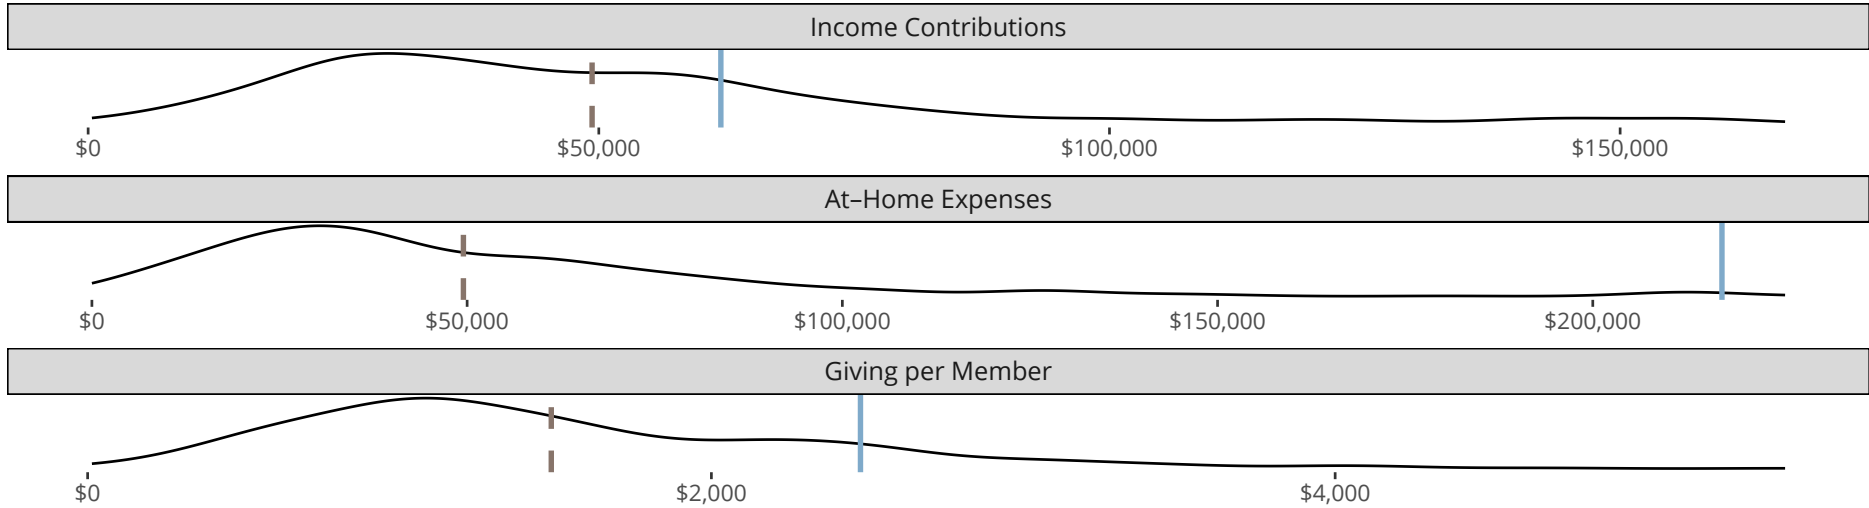 Income Contributions
$0 $50,000 $100,000 $150,000
At–Home Expenses
$0 $50,000 $100,000 $150,000 $200,000
Giving per Member
$0 $2,000 $4,000